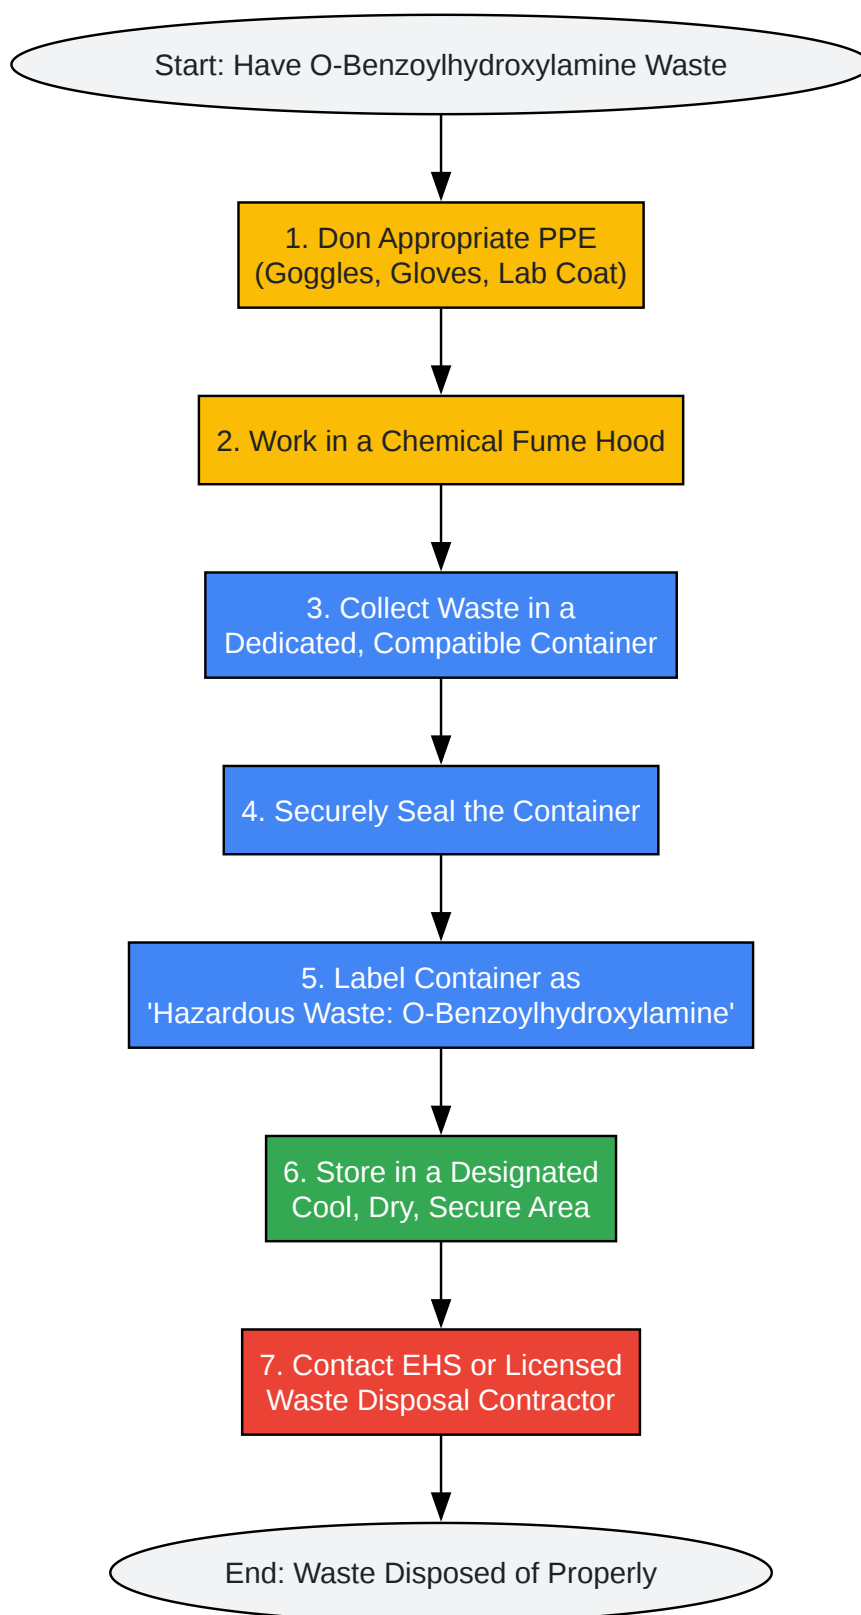 Start: Have O-Benzoylhydroxylamine Waste
1. Don Appropriate PPE
(Goggles, Gloves, Lab Coat)
2. Work in a Chemical Fume Hood
3. Collect Waste in a
Dedicated, Compatible Container
4. Securely Seal the Container
5. Label Container as
'Hazardous Waste: O-Benzoylhydroxylamine'
6. Store in a Designated
Cool, Dry, Secure Area
7. Contact EHS or Licensed
Waste Disposal Contractor
End: Waste Disposed of Properly